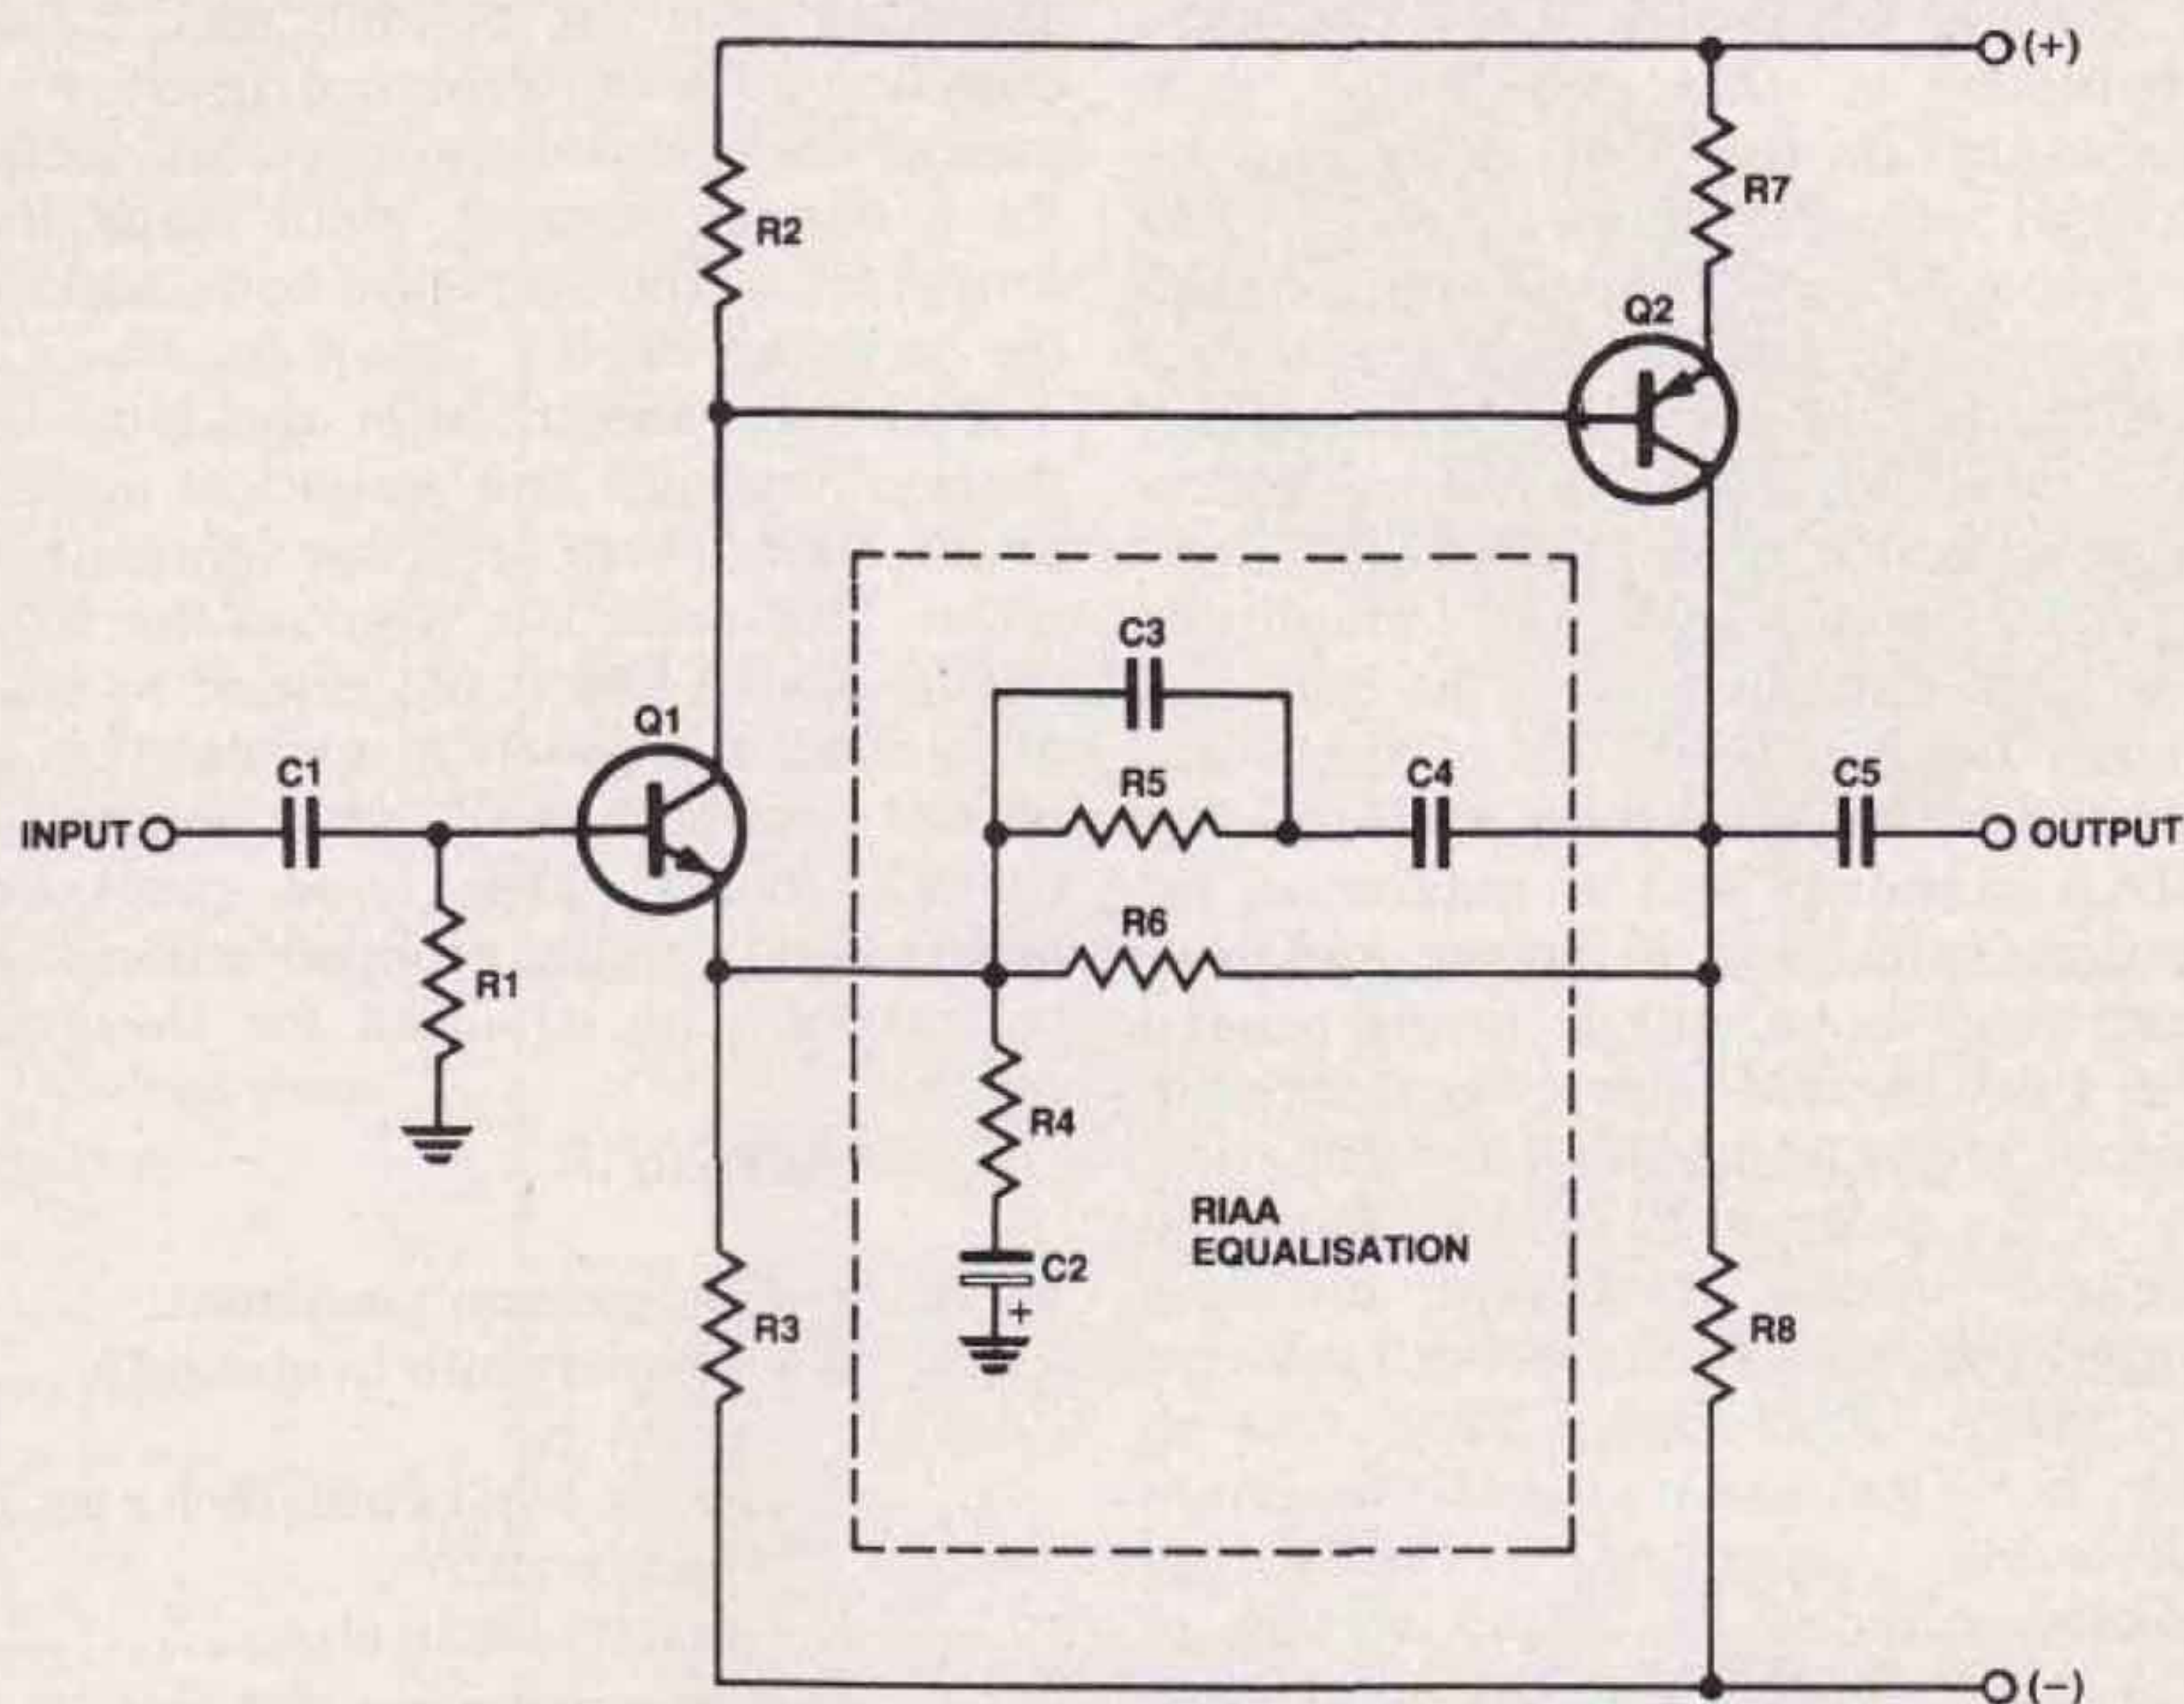 (+)
R7
R2
Q2
C3
Q1
C1
R5
C4
C5
INPUT
OUTPUT
R6
R1
R4
RIAA
EQUALISATION
C2
+
R3
R8
(−)